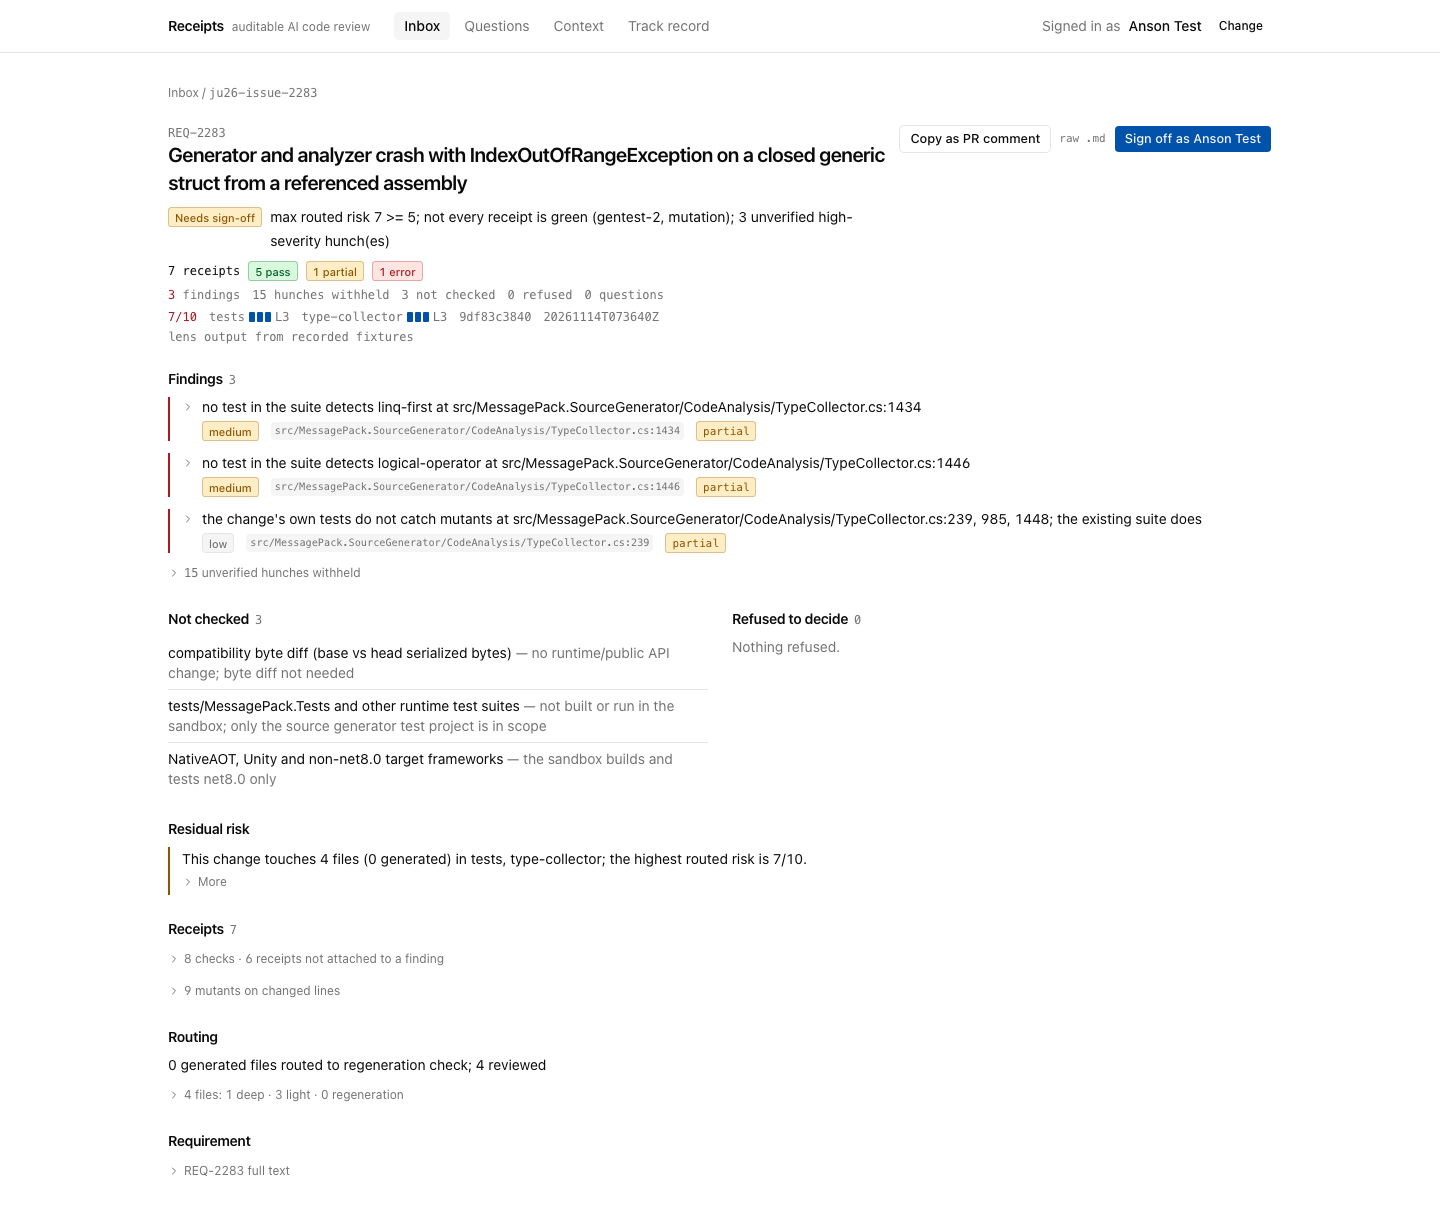 Receipts auditable AI code review Inbox Questions Context Track record Signed in as Anson Test Change
Inbox / ju26-issue-2283
REQ-2283
Generator and analyzer crash with IndexOutOfRangeException on a closed generic
struct from a referenced assembly
Copy as PR comment raw .md Sign off as Anson Test
Needs sign-off max routed risk 7 >= 5; not every receipt is green (gentest-2, mutation); 3 unverified high-
severity hunch(es)
7 receipts 5 pass 1 partial 1 error
3 findings 15 hunches withheld 3 not checked 0 refused 0 questions
7/10 tests L3 type-collector L3 9df83c3840 20261114T073640Z
lens output from recorded fixtures
Findings 3
no test in the suite detects linq-first at src/MessagePack.SourceGenerator/CodeAnalysis/TypeCollector.cs:1434
medium src/MessagePack.SourceGenerator/CodeAnalysis/TypeCollector.cs:1434 partial
no test in the suite detects logical-operator at src/MessagePack.SourceGenerator/CodeAnalysis/TypeCollector.cs:1446
medium src/MessagePack.SourceGenerator/CodeAnalysis/TypeCollector.cs:1446 partial
the change's own tests do not catch mutants at src/MessagePack.SourceGenerator/CodeAnalysis/TypeCollector.cs:239, 985, 1448; the existing suite does
low src/MessagePack.SourceGenerator/CodeAnalysis/TypeCollector.cs:239 partial
15 unverified hunches withheld
Not checked 3
compatibility byte diff (base vs head serialized bytes) — no runtime/public API
change; byte diff not needed
tests/MessagePack.Tests and other runtime test suites — not built or run in the
sandbox; only the source generator test project is in scope
NativeAOT, Unity and non-net8.0 target frameworks — the sandbox builds and
tests net8.0 only
Refused to decide 0
Nothing refused.
Residual risk
This change touches 4 files (0 generated) in tests, type-collector; the highest routed risk is 7/10.
More
Receipts 7
8 checks · 6 receipts not attached to a finding
9 mutants on changed lines
Routing
0 generated files routed to regeneration check; 4 reviewed
4 files: 1 deep · 3 light · 0 regeneration
Requirement
REQ-2283 full text